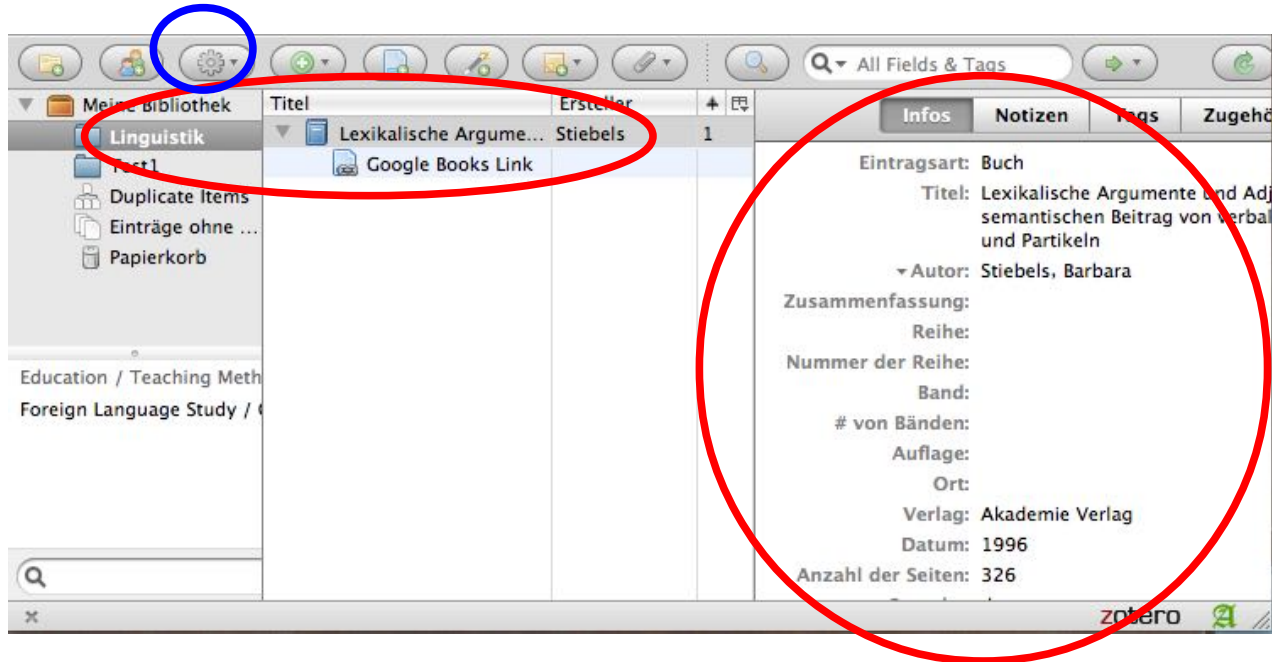 All Fields & Tags
Meine Bibliothek
Linguistik
Test1
Duplicate Items
Einträge ohne ...
Papierkorb
Education / Teaching Meth
Foreign Language Study /
Titel Ersteller
Lexikalische Argume... Stiebels 1
Google Books Link
Infos Notizen Tags Zugehö
Eintragsart: Buch
Titel: Lexikalische Argumente und Adj
semantischen Beitrag von verbal
und Partikeln
Autor: Stiebels, Barbara
Zusammenfassung:
Reihe:
Nummer der Reihe:
Band:
# von Bänden:
Auflage:
Ort:
Verlag: Akademie Verlag
Datum: 1996
Anzahl der Seiten: 326
zotero